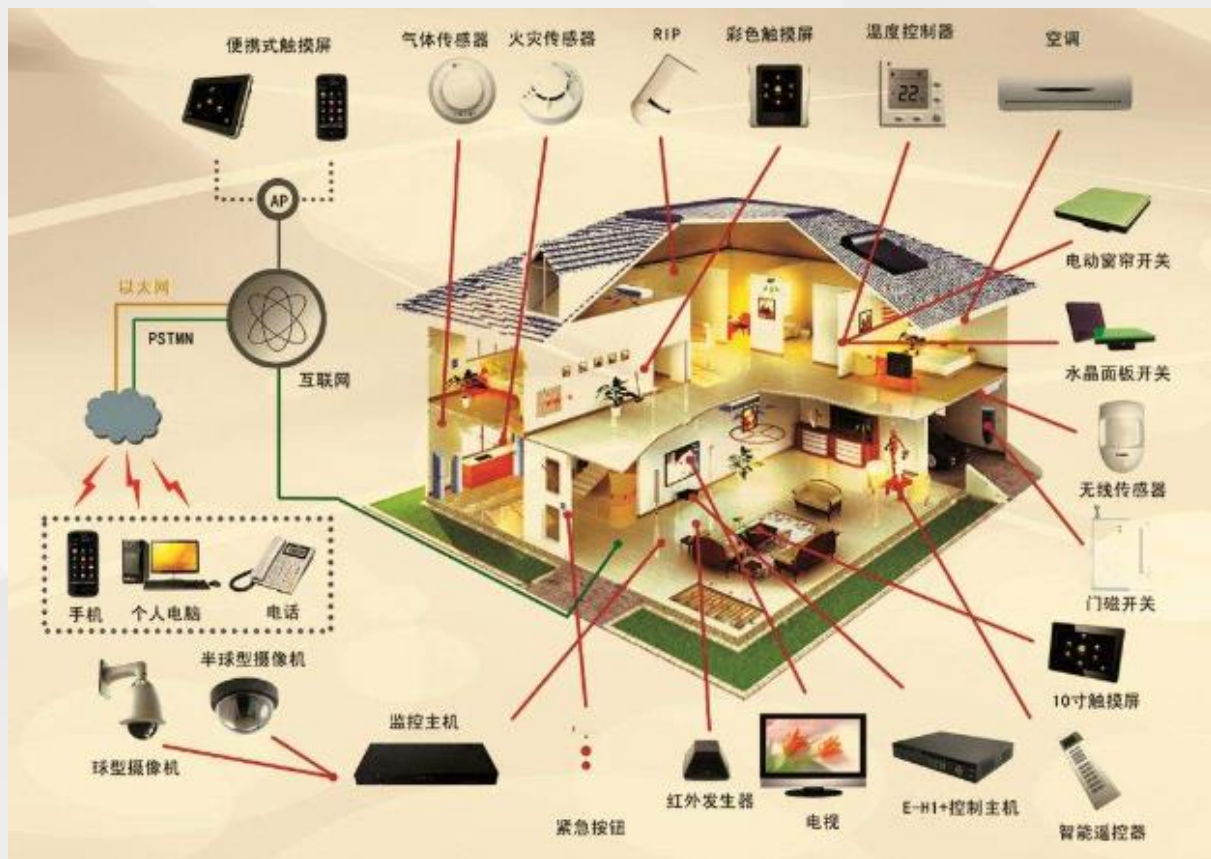 便携式触摸屏
气体传感器
火灾传感器
RIP
彩色触摸屏
温度控制器
空调
22
AP
电动窗帘开关
以太网
PSTMN
互联网
水晶面板开关
无线传感器
手机
个人电脑
电话
门磁开关
半球型摄像机
10寸触摸屏
监控主机
球型摄像机
红外发生器
电视
E-H1+控制主机
紧急按钮
智能遥控器